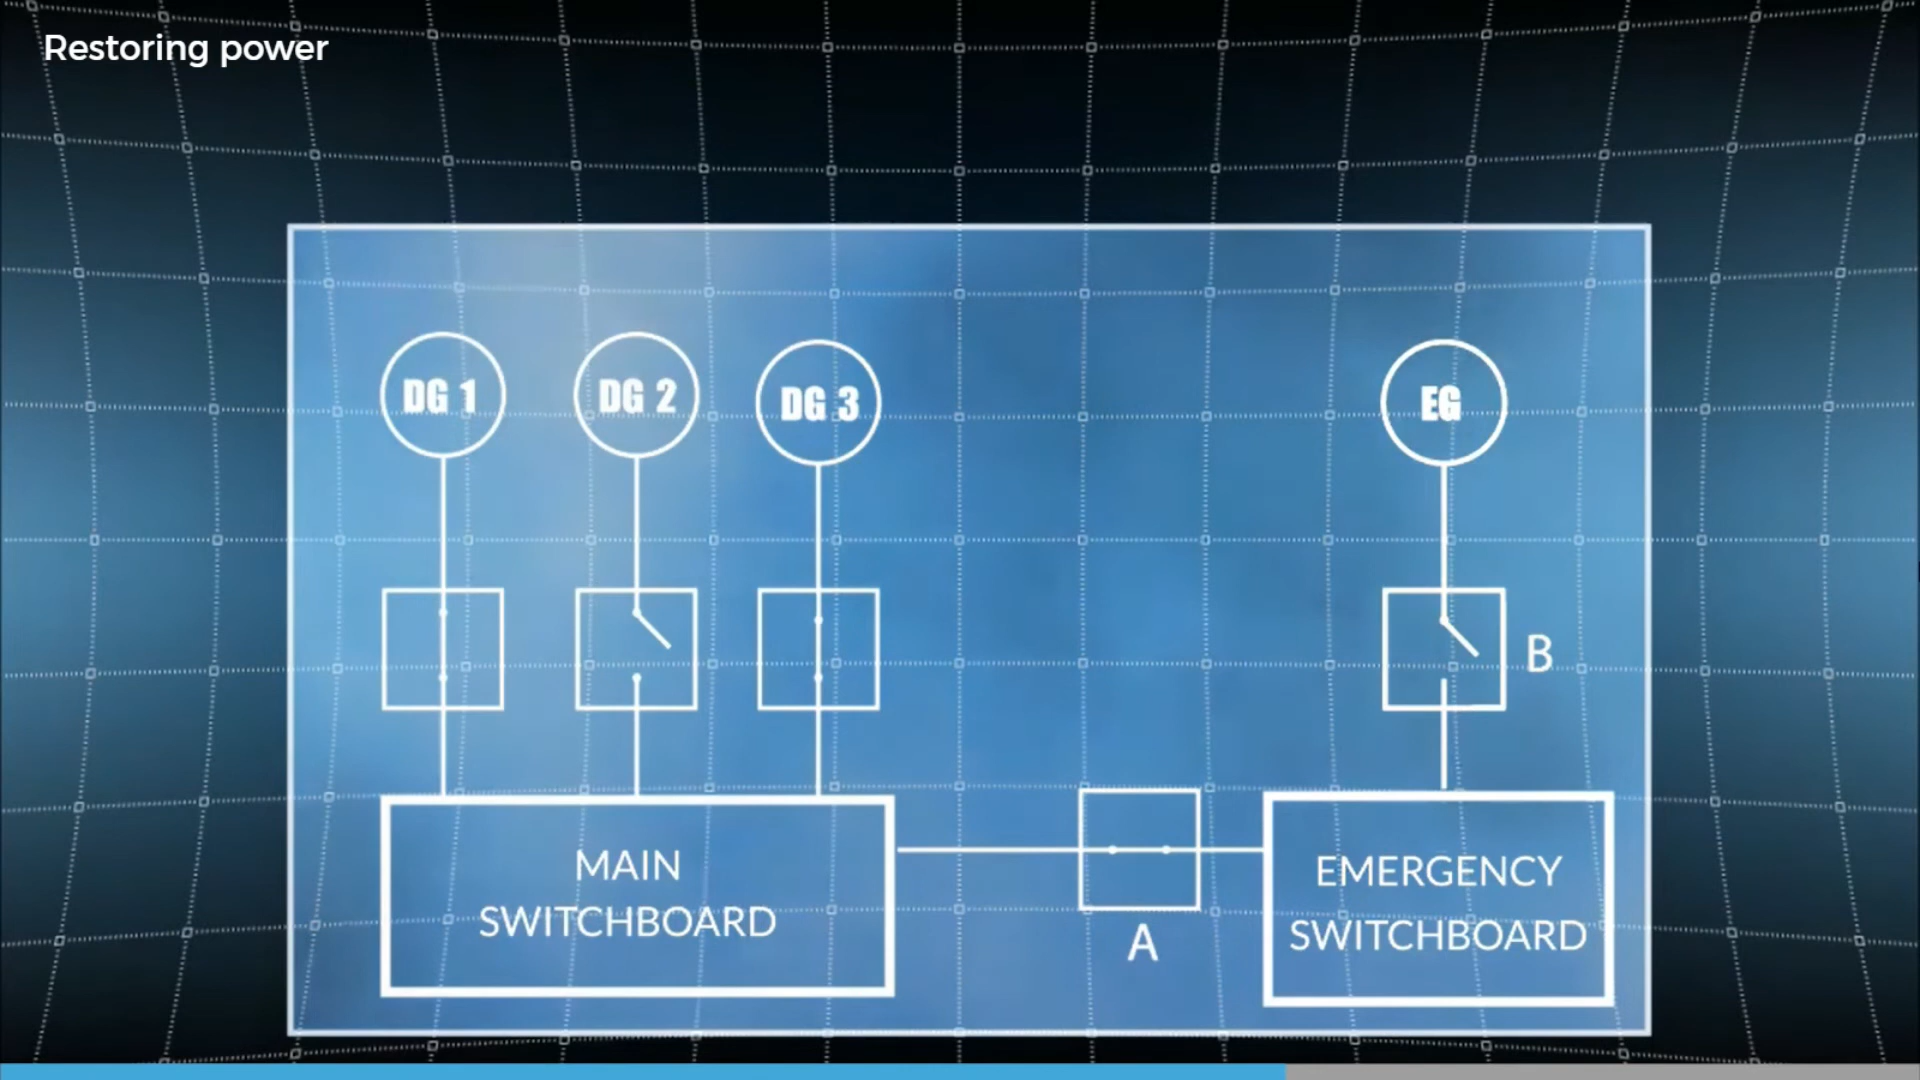 Restoring power
DG 1
DG 2
DG 3
EG
B
MAIN
SWITCHBOARD
A
EMERGENCY
SWITCHBOARD